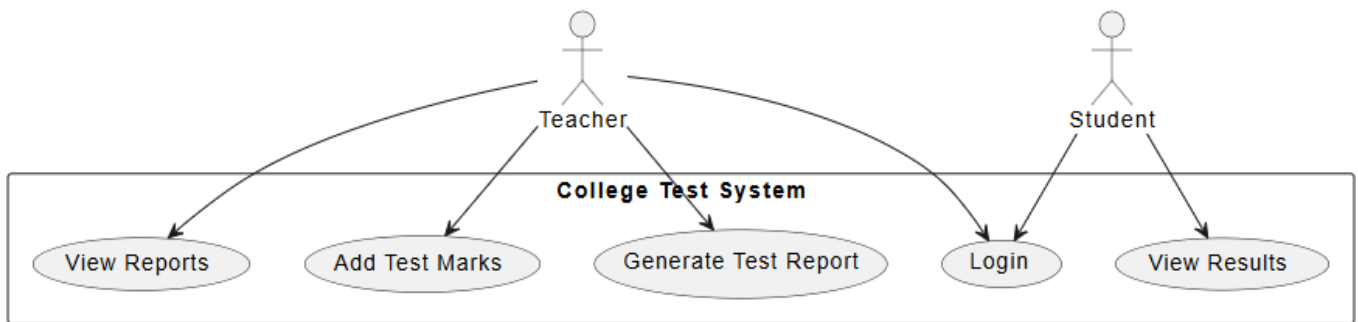 Teacher
Student
College Test System
View Reports
Add Test Marks
Generate Test Report
Login
View Results